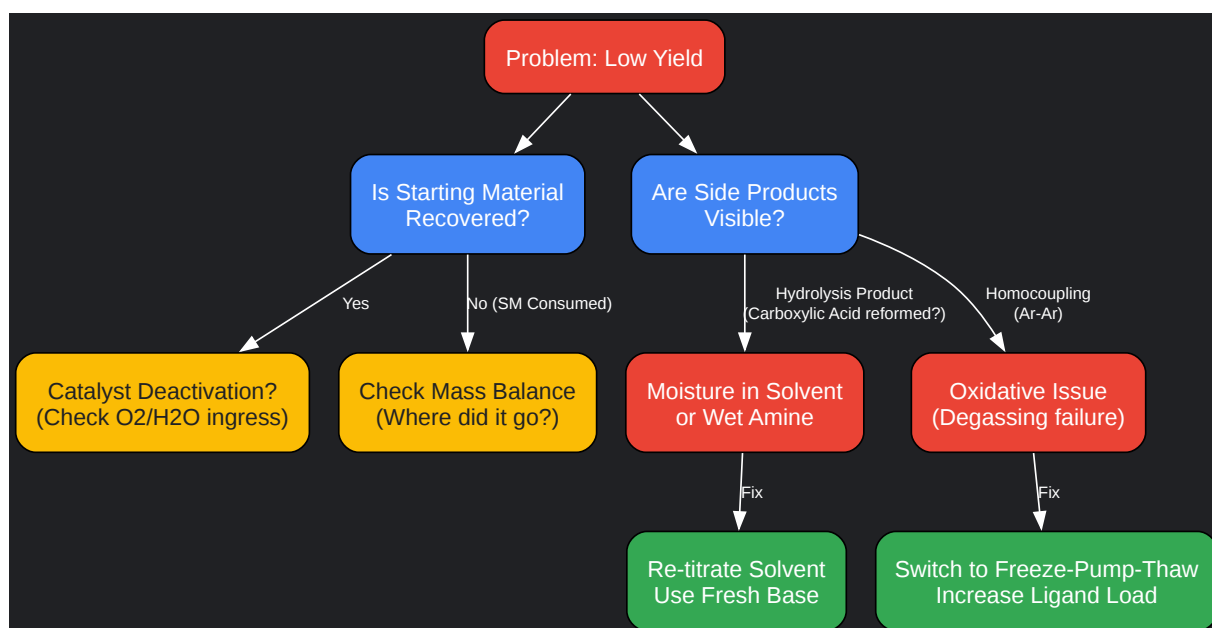 Problem: Low Yield
Is Starting Material
Recovered?
Are Side Products
Visible?
Yes
No (SM Consumed)
Hydrolysis Product
(Carboxylic Acid reformed?)
Homocoupling
(Ar-Ar)
Catalyst Deactivation?
(Check O2/H2O ingress)
Check Mass Balance
(Where did it go?)
Moisture in Solvent
or Wet Amine
Oxidative Issue
(Degassing failure)
Fix
Fix
Re-titrate Solvent
Use Fresh Base
Switch to Freeze-Pump-Thaw
Increase Ligand Load